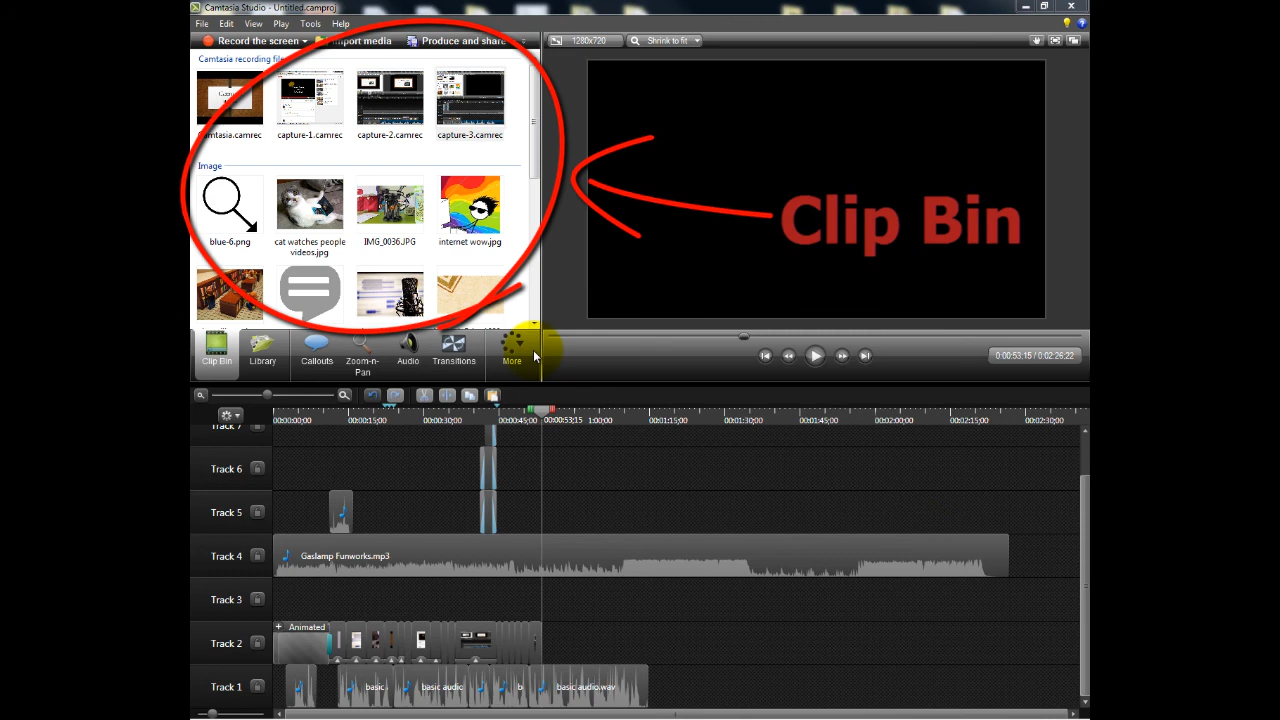 Camtasia Studio - Untitled.camproj
File Edit View Play Tools Help
Record the screen Import media Produce and share
1280x720 Shrink to fit
Camtasia recording file
Camtasia.camrec capture-1.camrec capture-2.camrec capture-3.camrec
Image
blue-6.png cat watches people videos.jpg IMG_0036.JPG internet wow.jpg
Clip Bin
Clip Bin Library Callouts Zoom-n-Pan Audio Transitions More
0:00:53;15 / 0:02:26;22
00:00:00;00 00:00:15;00 00:00:30;00 00:00:45;00 00:00:53;15 1:00;00 00:01:15;00 00:01:30;00 00:01:45;00 00:02:00;00 00:02:15;00 00:02:30;00
Track 7
Track 6
Track 5
Track 4 Gaslamp Funworks.mp3
Track 3
+ Animated
Track 2
Track 1 basic basic audio b basic audio.wav